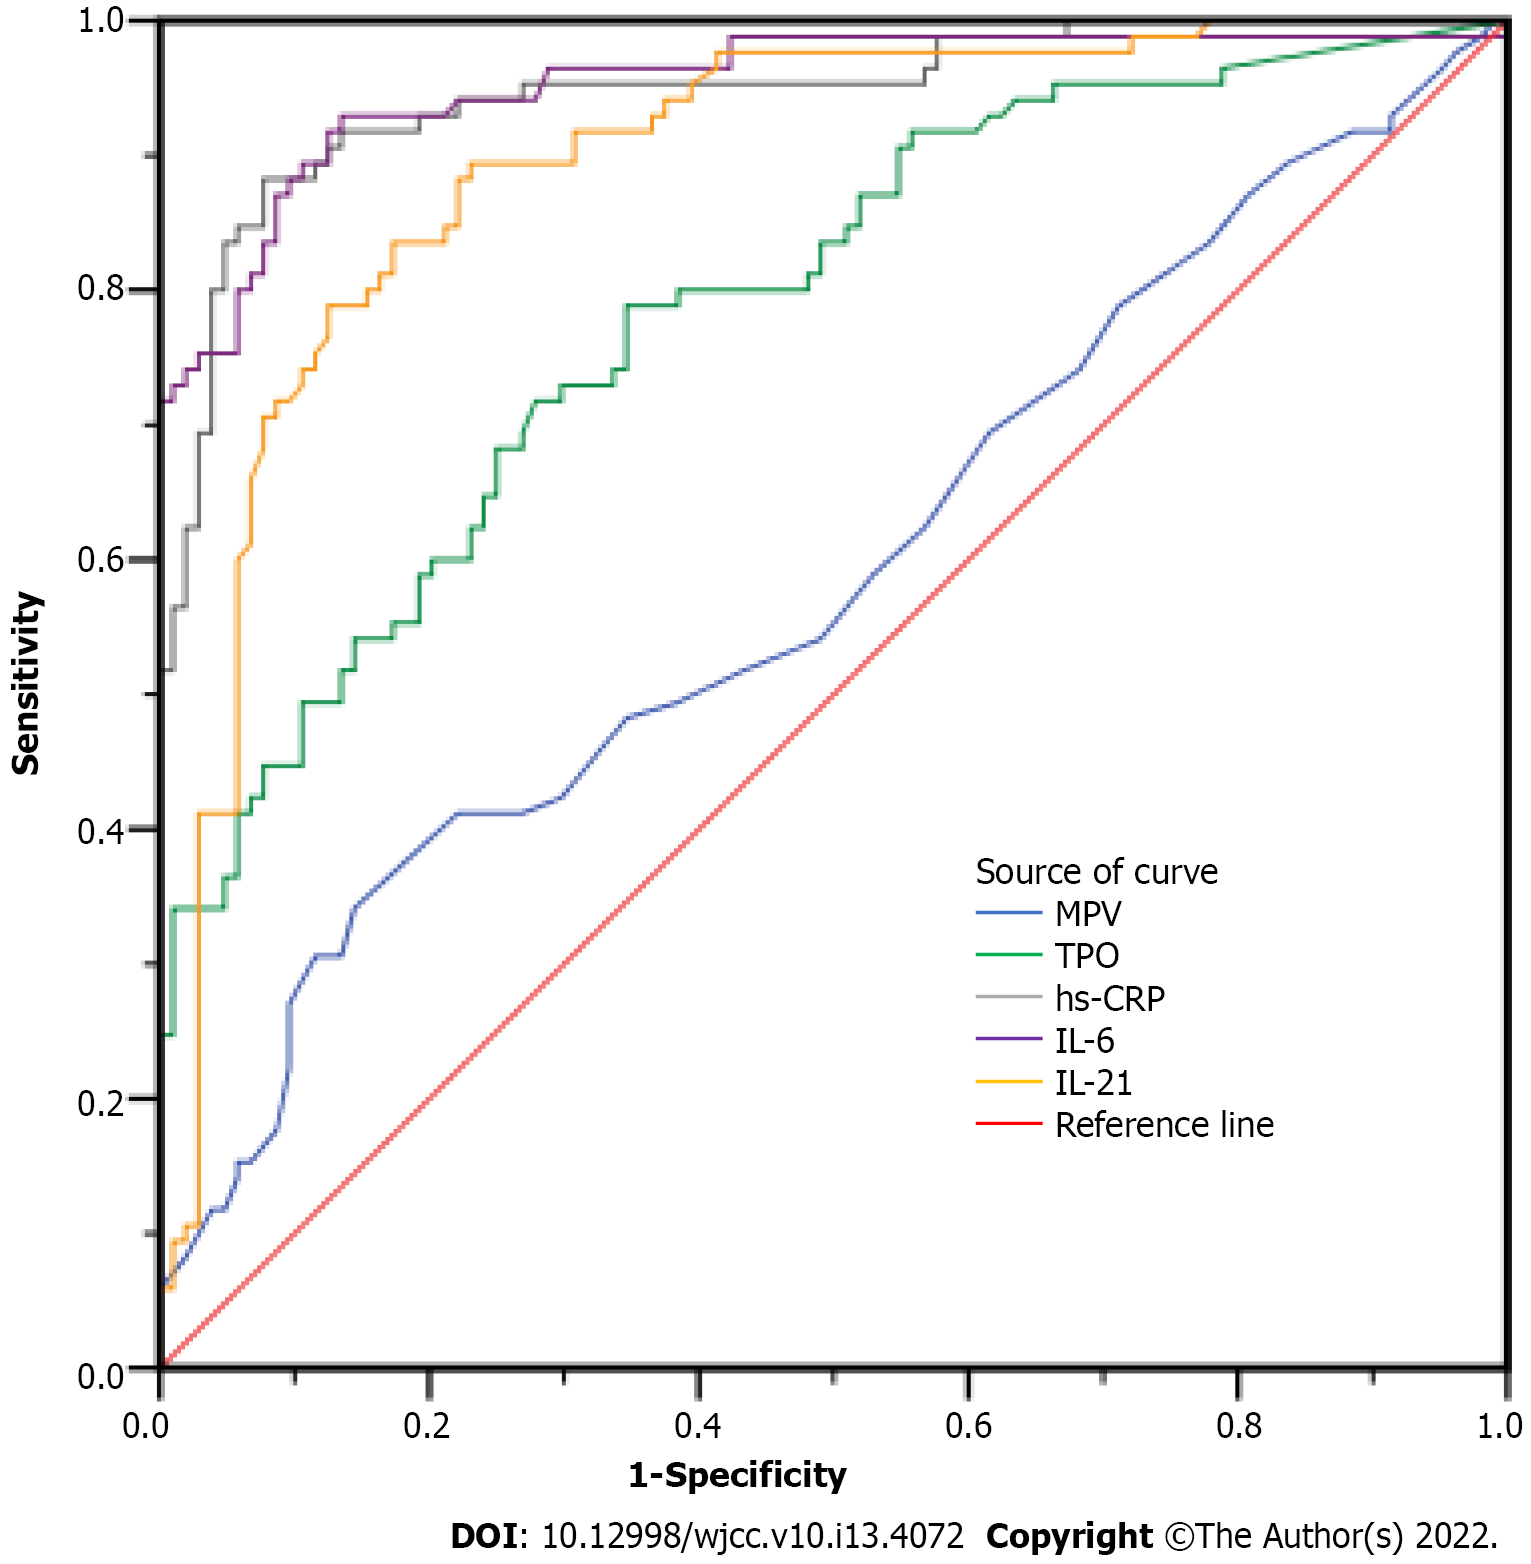 1.0
0.8
0.6
0.4
0.2
0.0
Sensitivity
Source of curve
MPV
TPO
hs-CRP
IL-6
IL-21
Reference line
0.0 0.2 0.4 0.6 0.8 1.0
1-Specificity
DOI: 10.12998/wjcc.v10.i13.4072 Copyright ©The Author(s) 2022.